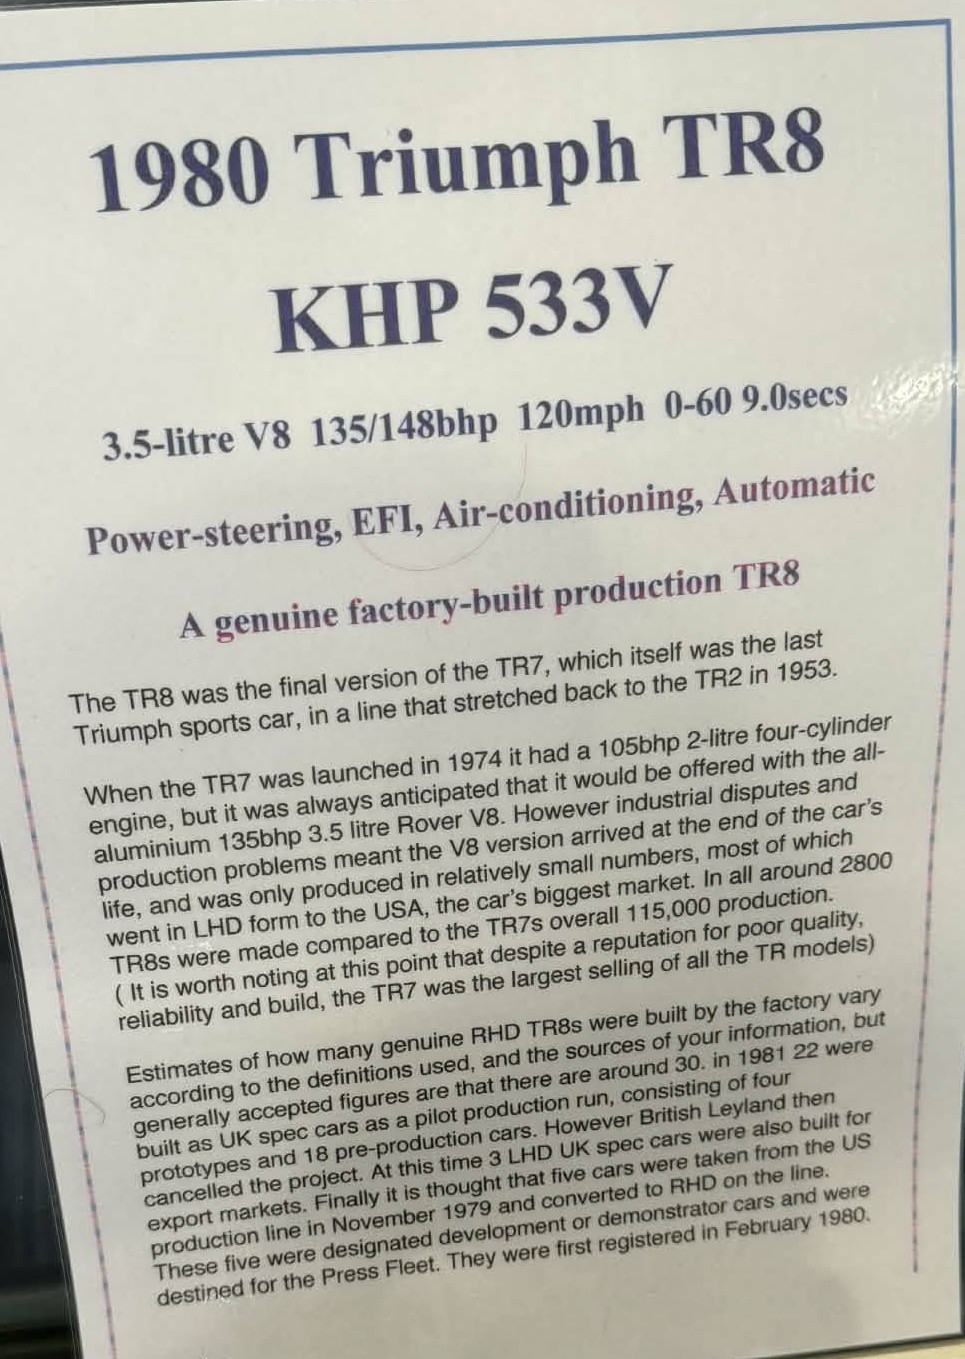 1980 Triumph TR8
KHP 533V
3.5-litre V8 135/148bhp 120mph 0-60 9.0secs
Power-steering, EFI, Air-conditioning, Automatic
A genuine factory-built production TR8
The TR8 was the final version of the TR7, which itself was the last
Triumph sports car, in a line that stretched back to the TR2 in 1953.
When the TR7 was launched in 1974 it had a 105bhp 2-litre four-cylinder
engine, but it was always anticipated that it would be offered with the all-
aluminium 135bhp 3.5 litre Rover V8. However industrial disputes and
production problems meant the V8 version arrived at the end of the car's
life, and was only produced in relatively small numbers, most of which
went in LHD form to the USA, the car's biggest market. In all around 2800
TR8s were made compared to the TR7s overall 115,000 production.
( It is worth noting at this point that despite a reputation for poor quality,
reliability and build, the TR7 was the largest selling of all the TR models)
Estimates of how many genuine RHD TR8s were built by the factory vary
according to the definitions used, and the sources of your information, but
generally accepted figures are that there are around 30. in 1981 22 were
built as UK spec cars as a pilot production run, consisting of four
prototypes and 18 pre-production cars. However British Leyland then
cancelled the project. At this time 3 LHD UK spec cars were also built for
export markets. Finally it is thought that five cars were taken from the US
production line in November 1979 and converted to RHD on the line.
These five were designated development or demonstrator cars and were
destined for the Press Fleet. They were first registered in February 1980.